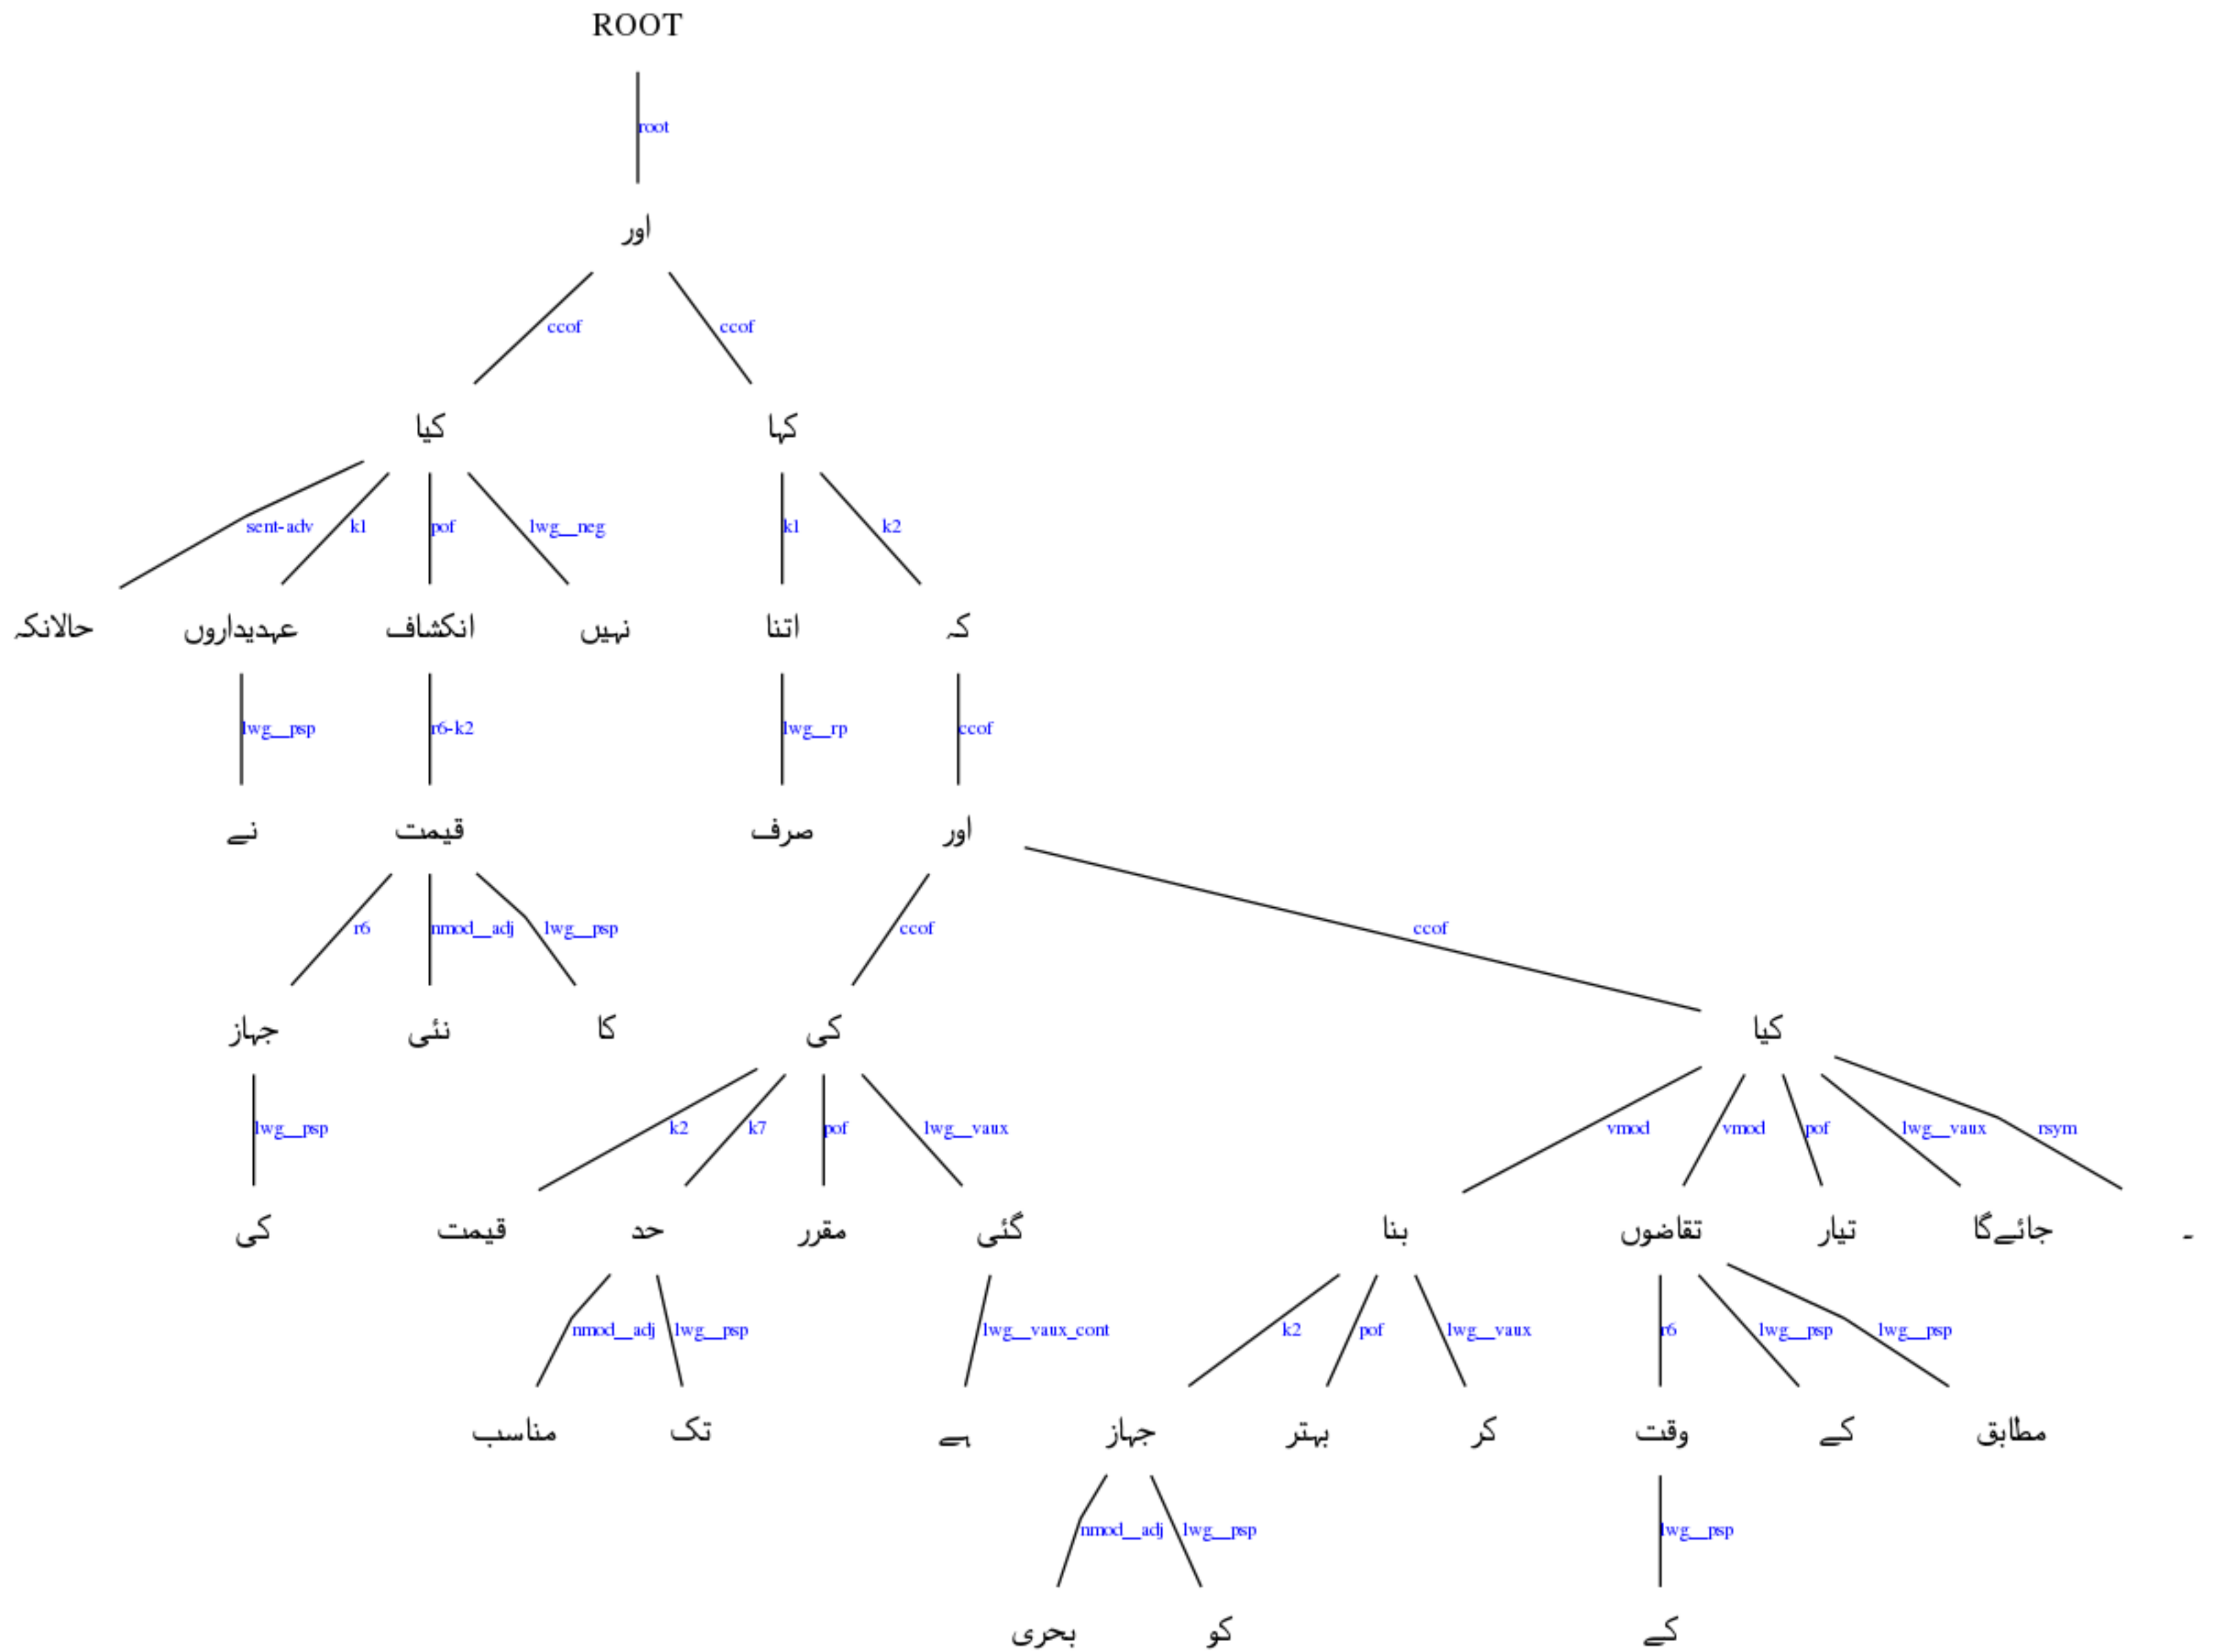 ROOT
root
اور
ccof ccof
کیا کہا
sent-adv k1 pof lwg__neg k1 k2
حالانکہ عہدیداروں انکشاف نہیں اتنا کہ
lwg__psp r6-k2 lwg__rp ccof
نے قیمت صرف اور
r6 nmod__adj lwg__psp ccof ccof
جہاز نئی کا کی کیا
lwg__psp k2 k7 pof lwg__vaux vmod vmod pof lwg__vaux rsym
کی قیمت حد مقرر گئی بنا تقاضوں تیار جائےگا ۔
nmod__adj lwg__psp lwg__vaux_cont k2 pof lwg__vaux r6 lwg__psp lwg__psp
مناسب تک ہے جہاز بہتر کر وقت کے مطابق
nmod__adj lwg__psp lwg__psp
بحری کو کے